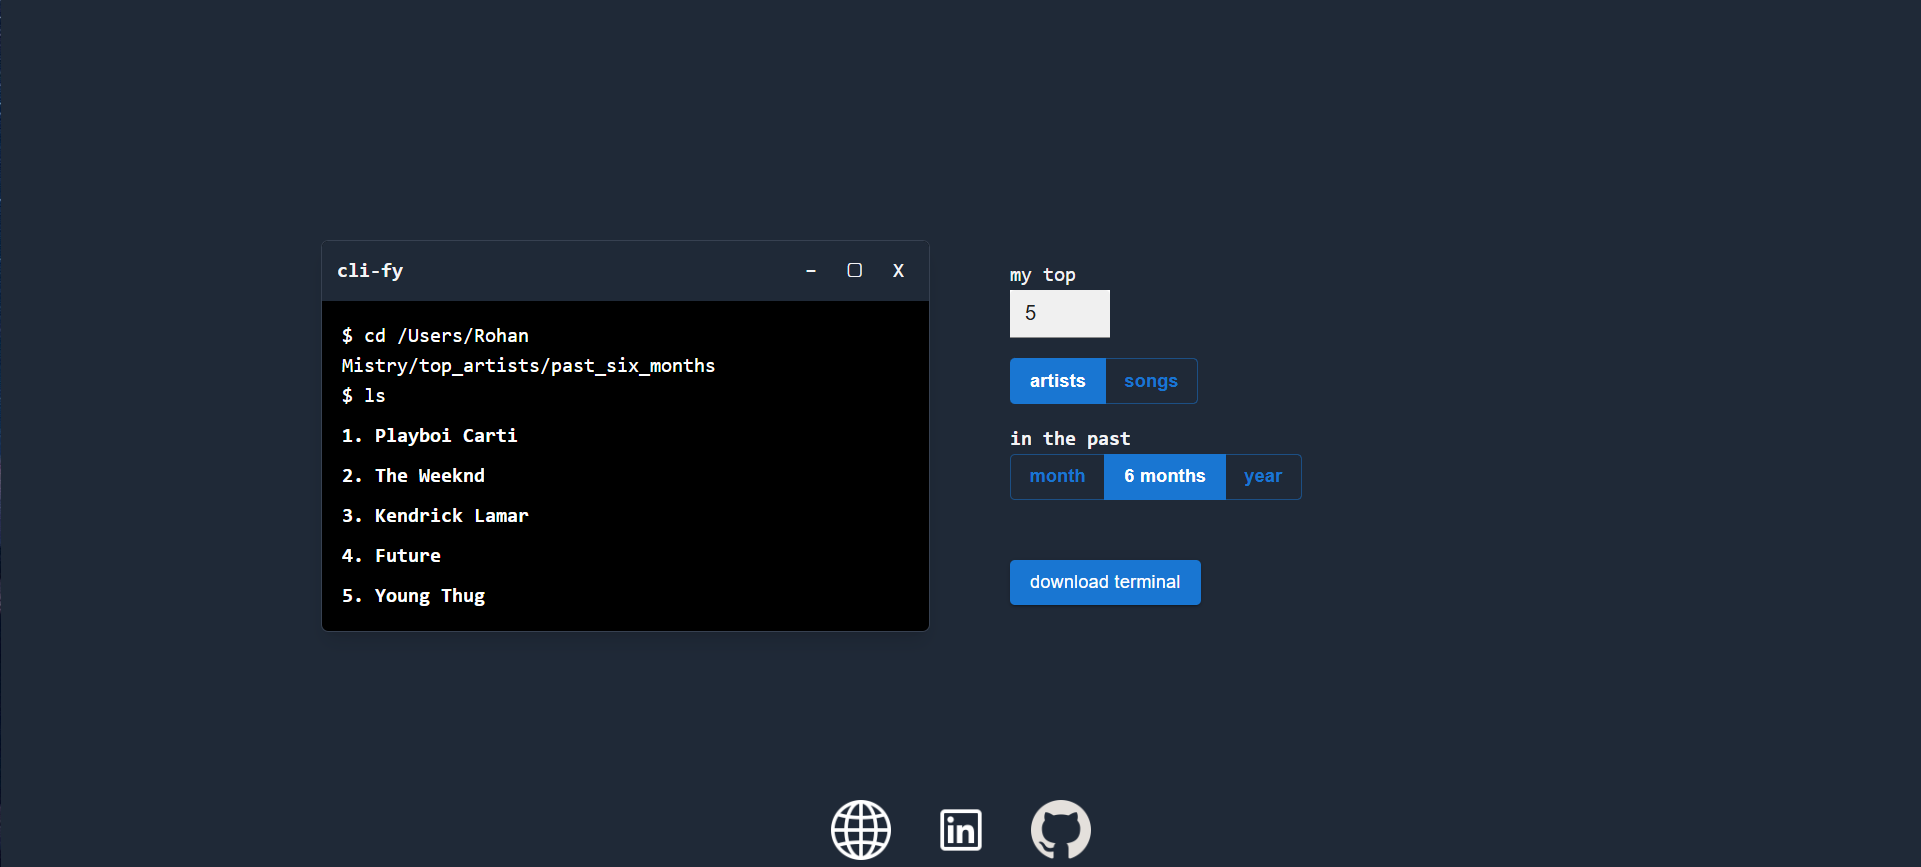 cli-fy
– ▢ X
$ cd /Users/Rohan
Mistry/top_artists/past_six_months
$ ls
1. Playboi Carti
2. The Weeknd
3. Kendrick Lamar
4. Future
5. Young Thug
my top
5
artists songs
in the past
month 6 months year
download terminal
in